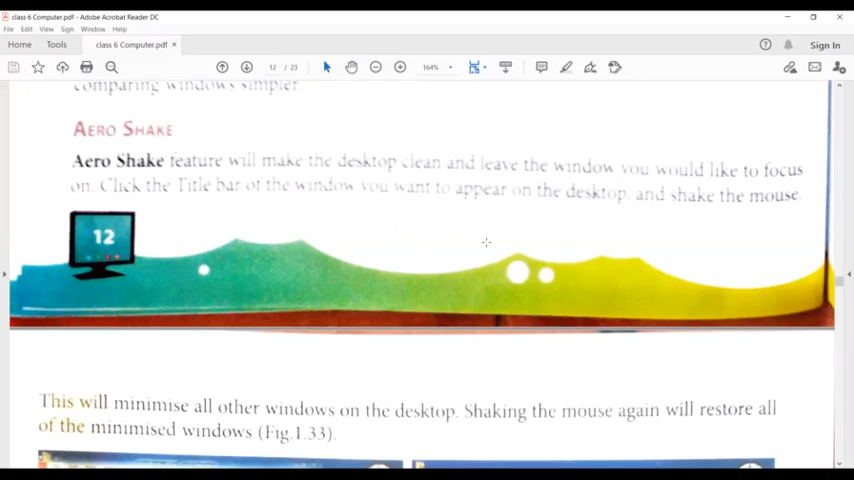 class 6 Computer.pdf - Adobe Acrobat Reader DC
File Edit View Sign Window Help
Home Tools class 6 Computer.pdf × Sign In
12 / 23 164%
comparing windows simpler.
AERO SHAKE
Aero Shake feature will make the desktop clean and leave the window you would like to focus
on. Click the Title bar of the window you want to appear on the desktop, and shake the mouse.
12
This will minimise all other windows on the desktop. Shaking the mouse again will restore all
of the minimised windows (Fig.1.33).